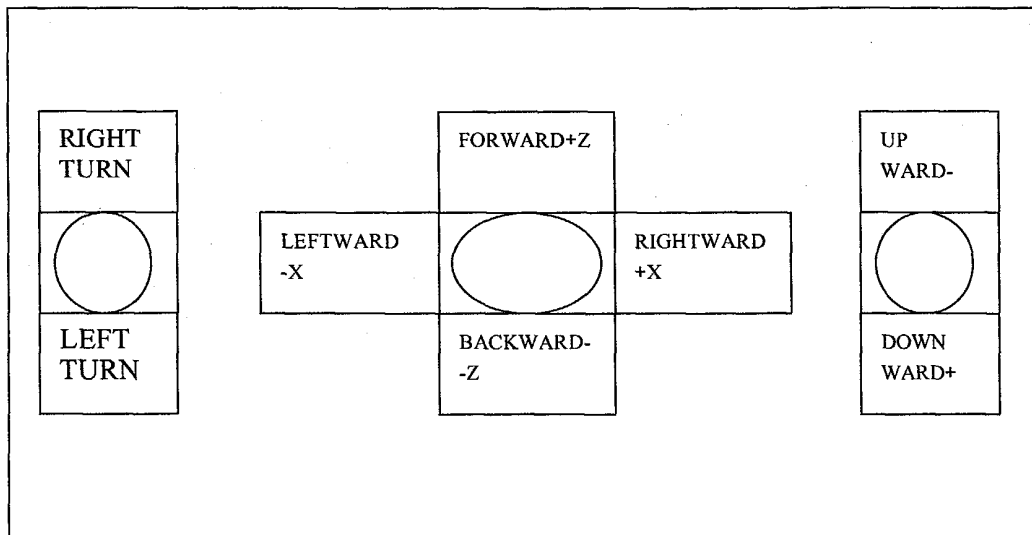 RIGHT
TURN
LEFT
TURN
FORWARD+Z
LEFTWARD
-X
RIGHTWARD
+X
BACKWARD-
-Z
UP
WARD-
DOWN
WARD+